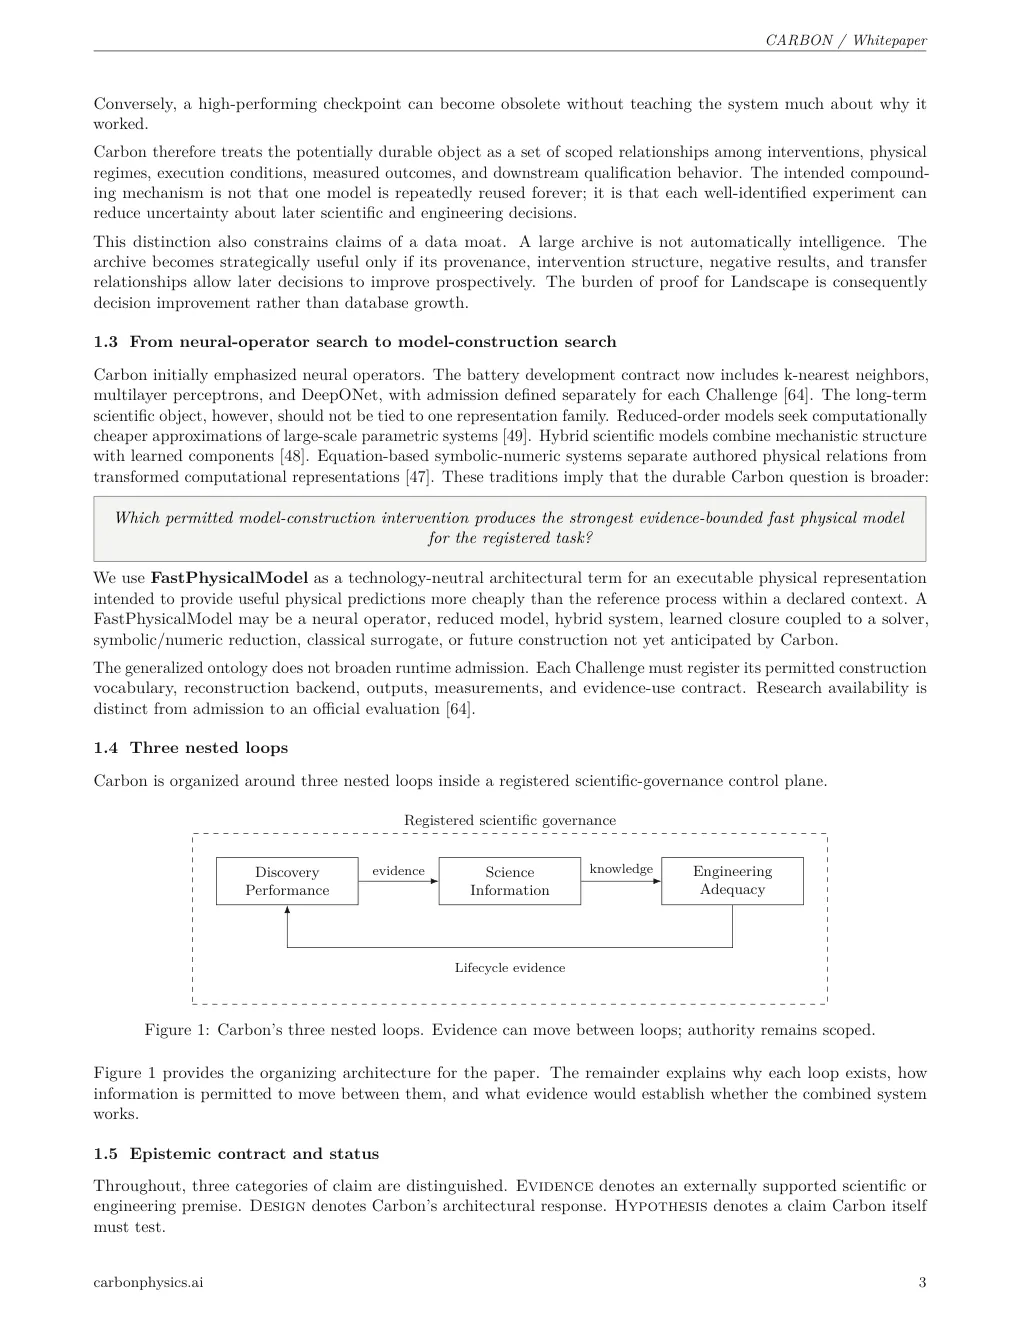 CARBON / Whitepaper
Conversely, a high-performing checkpoint can become obsolete without teaching the system much about why it
worked.
Carbon therefore treats the potentially durable object as a set of scoped relationships among interventions, physical
regimes, execution conditions, measured outcomes, and downstream qualification behavior. The intended compound-
ing mechanism is not that one model is repeatedly reused forever; it is that each well-identified experiment can
reduce uncertainty about later scientific and engineering decisions.
This distinction also constrains claims of a data moat. A large archive is not automatically intelligence. The
archive becomes strategically useful only if its provenance, intervention structure, negative results, and transfer
relationships allow later decisions to improve prospectively. The burden of proof for Landscape is consequently
decision improvement rather than database growth.
1.3 From neural-operator search to model-construction search
Carbon initially emphasized neural operators. The battery development contract now includes k-nearest neighbors,
multilayer perceptrons, and DeepONet, with admission defined separately for each Challenge [64]. The long-term
scientific object, however, should not be tied to one representation family. Reduced-order models seek computationally
cheaper approximations of large-scale parametric systems [49]. Hybrid scientific models combine mechanistic structure
with learned components [48]. Equation-based symbolic-numeric systems separate authored physical relations from
transformed computational representations [47]. These traditions imply that the durable Carbon question is broader:
Which permitted model-construction intervention produces the strongest evidence-bounded fast physical model
for the registered task?
We use FastPhysicalModel as a technology-neutral architectural term for an executable physical representation
intended to provide useful physical predictions more cheaply than the reference process within a declared context. A
FastPhysicalModel may be a neural operator, reduced model, hybrid system, learned closure coupled to a solver,
symbolic/numeric reduction, classical surrogate, or future construction not yet anticipated by Carbon.
The generalized ontology does not broaden runtime admission. Each Challenge must register its permitted construction
vocabulary, reconstruction backend, outputs, measurements, and evidence-use contract. Research availability is
distinct from admission to an official evaluation [64].
1.4 Three nested loops
Carbon is organized around three nested loops inside a registered scientific-governance control plane.
Registered scientific governance
Discovery
Performance
evidence
Science
Information
knowledge
Engineering
Adequacy
Lifecycle evidence
Figure 1: Carbon's three nested loops. Evidence can move between loops; authority remains scoped.
Figure 1 provides the organizing architecture for the paper. The remainder explains why each loop exists, how
information is permitted to move between them, and what evidence would establish whether the combined system
works.
1.5 Epistemic contract and status
Throughout, three categories of claim are distinguished. EVIDENCE denotes an externally supported scientific or
engineering premise. DESIGN denotes Carbon's architectural response. HYPOTHESIS denotes a claim Carbon itself
must test.
carbonphysics.ai
3